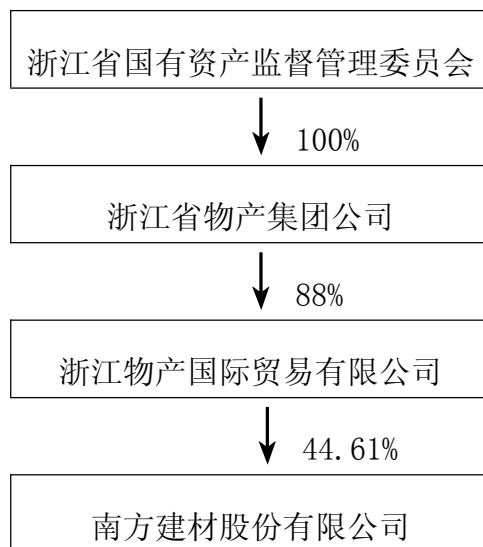 浙江省国有资产监督管理委员会
100%
浙江省物产集团公司
88%
浙江物产国际贸易有限公司
44.61%
南方建材股份有限公司